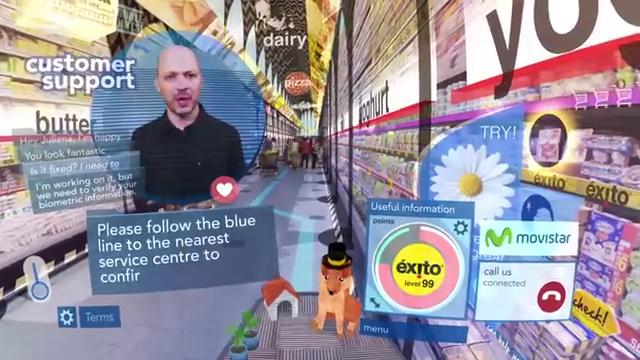 dairy
pizza
customer
support
yo
butte
yoghurt
Hey Juliana, I'm happy
You look fantastic
Is it fixed? I need to
I'm working on it, but
we need to verify your
biometric information
TRY!
éxito
éxito
Please follow the blue
line to the nearest
service centre to
confir
Useful information
points
éxito
level 99
movistar
call us
connected
check!
Terms
menu